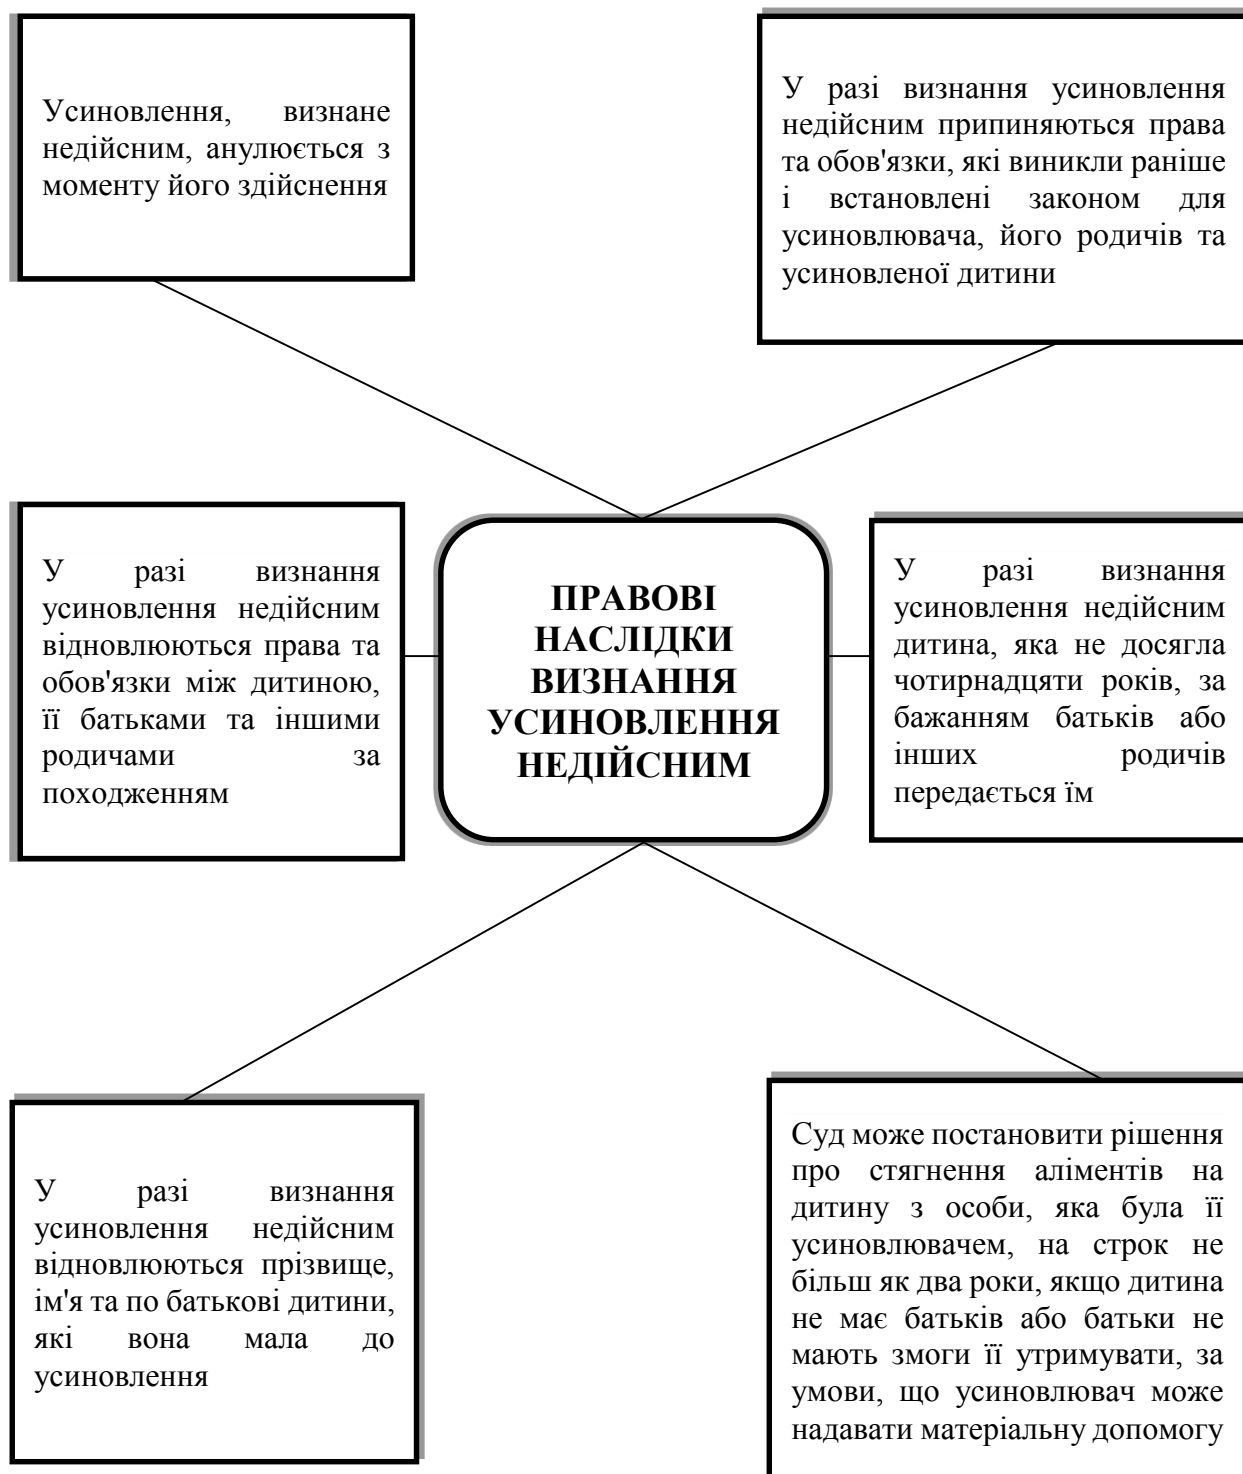 Усиновлення, визнане
недійсним, анулюється з
моменту його здійснення
У разі визнання усиновлення
недійсним припиняються права
та обов'язки, які виникли раніше
і встановлені законом для
усиновлювача, його родичів та
усиновленої дитини
У разі визнання
усиновлення недійсним
відновлюються права та
обов'язки між дитиною,
її батьками та іншими
родичами за
походженням
ПРАВОВІ
НАСЛІДКИ
ВИЗНАННЯ
УСИНОВЛЕННЯ
НЕДІЙСНИМ
У разі визнання
усиновлення недійсним
дитина, яка не досягла
чотирнадцяти років, за
бажанням батьків або
інших родичів
передається їм
У разі визнання
усиновлення недійсним
відновлюються прізвище,
ім'я та по батькові дитини,
які вона мала до
усиновлення
Суд може постановити рішення
про стягнення аліментів на
дитину з особи, яка була її
усиновлювачем, на строк не
більш як два роки, якщо дитина
не має батьків або батьки не
мають змоги її утримувати, за
умови, що усиновлювач може
надавати матеріальну допомогу